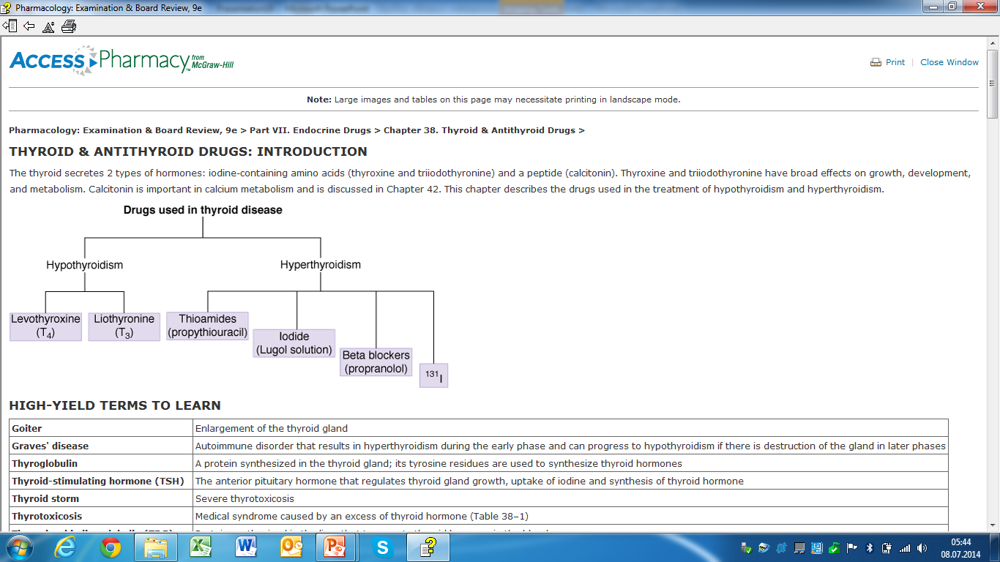 Pharmacology: Examination & Board Review, 9e
ACCESS Pharmacy from McGraw-Hill
Print | Close Window
Note: Large images and tables on this page may necessitate printing in landscape mode.
Pharmacology: Examination & Board Review, 9e > Part VII. Endocrine Drugs > Chapter 38. Thyroid & Antithyroid Drugs >
THYROID & ANTITHYROID DRUGS: INTRODUCTION
The thyroid secretes 2 types of hormones: iodine-containing amino acids (thyroxine and triiodothyronine) and a peptide (calcitonin). Thyroxine and triiodothyronine have broad effects on growth, development,
and metabolism. Calcitonin is important in calcium metabolism and is discussed in Chapter 42. This chapter describes the drugs used in the treatment of hypothyroidism and hyperthyroidism.
Drugs used in thyroid disease
Hypothyroidism
Hyperthyroidism
Levothyroxine
(T4)
Liothyronine
(T3)
Thioamides
(propythiouracil)
Iodide
(Lugol solution)
Beta blockers
(propranolol)
131I
HIGH-YIELD TERMS TO LEARN
Goiter Enlargement of the thyroid gland
Graves' disease Autoimmune disorder that results in hyperthyroidism during the early phase and can progress to hypothyroidism if there is destruction of the gland in later phases
Thyroglobulin A protein synthesized in the thyroid gland; its tyrosine residues are used to synthesize thyroid hormones
Thyroid-stimulating hormone (TSH) The anterior pituitary hormone that regulates thyroid gland growth, uptake of iodine and synthesis of thyroid hormone
Thyroid storm Severe thyrotoxicosis
Thyrotoxicosis Medical syndrome caused by an excess of thyroid hormone (Table 38–1)
05:44
08.07.2014